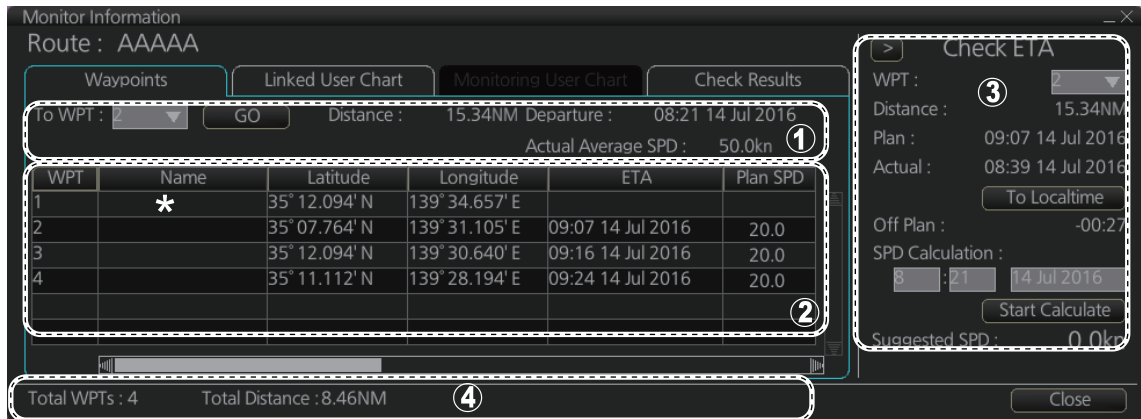 Monitor Information
Route : AAAAA
Waypoints Linked User Chart Monitoring User Chart Check Results
To WPT : 2 GO Distance : 15.34NM Departure : 08:21 14 Jul 2016
Actual Average SPD : 50.0kn
1
WPT Name Latitude Longitude ETA Plan SPD
1 * 35° 12.094' N 139° 34.657' E
2 35° 07.764' N 139° 31.105' E 09:07 14 Jul 2016 20.0
3 35° 12.094' N 139° 30.640' E 09:16 14 Jul 2016 20.0
4 35° 11.112' N 139° 28.194' E 09:24 14 Jul 2016 20.0
2
> Check ETA
WPT : 2
3
Distance : 15.34NM
Plan : 09:07 14 Jul 2016
Actual : 08:39 14 Jul 2016
To Localtime
Off Plan : -00:27
SPD Calculation :
8 :21 14 Jul 2016
Start Calculate
Suggested SPD : 0.0kn
Total WPTs : 4 Total Distance : 8.46NM 4
Close